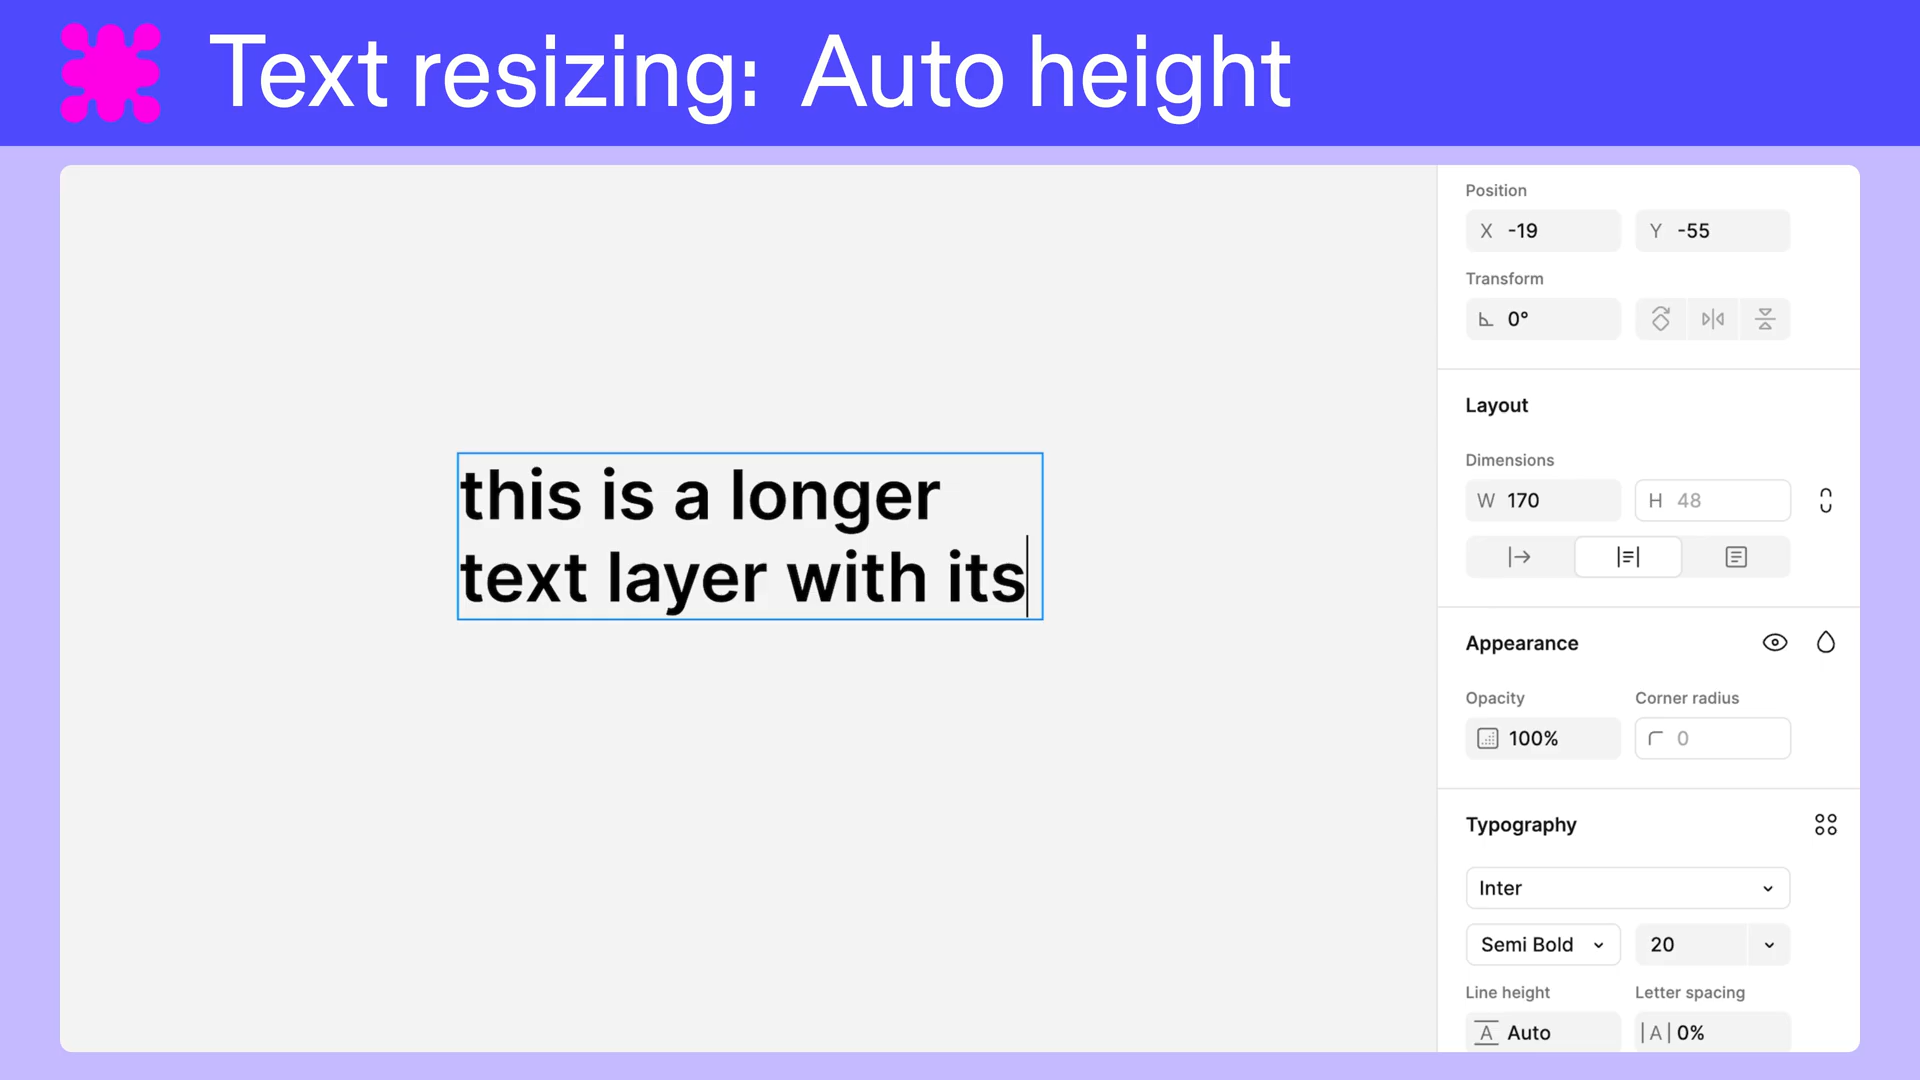 Text resizing: Auto height
this is a longer
text layer with its
Position
X -19 Y -55
Transform
0°
Layout
Dimensions
W 170 H 48
Appearance
Opacity Corner radius
100% 0
Typography
Inter
Semi Bold 20
Line height Letter spacing
A Auto |A| 0%